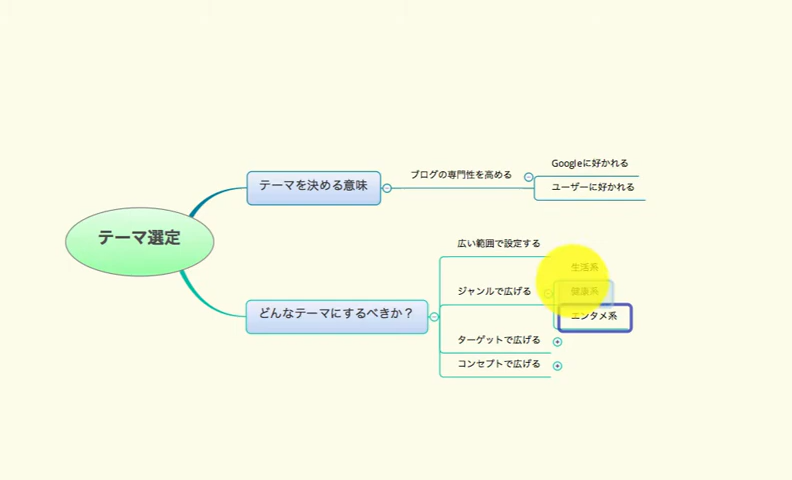 テーマ選定
テーマを決める意味
ブログの専門性を高める
Googleに好かれる
ユーザーに好かれる
どんなテーマにするべきか？
広い範囲で設定する
ジャンルで広げる
生活系
健康系
エンタメ系
ターゲットで広げる
コンセプトで広げる